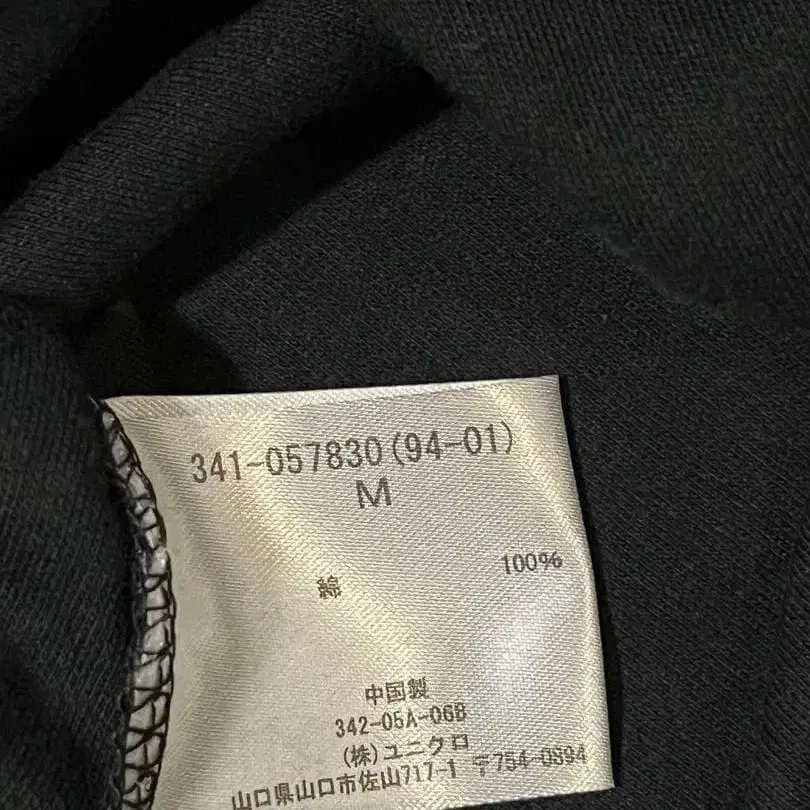 341-057830(94-01)
M
綿 100%
中国製
342-05A-06B
(株)ユニクロ
山口県山口市佐山717-1 〒754-0894